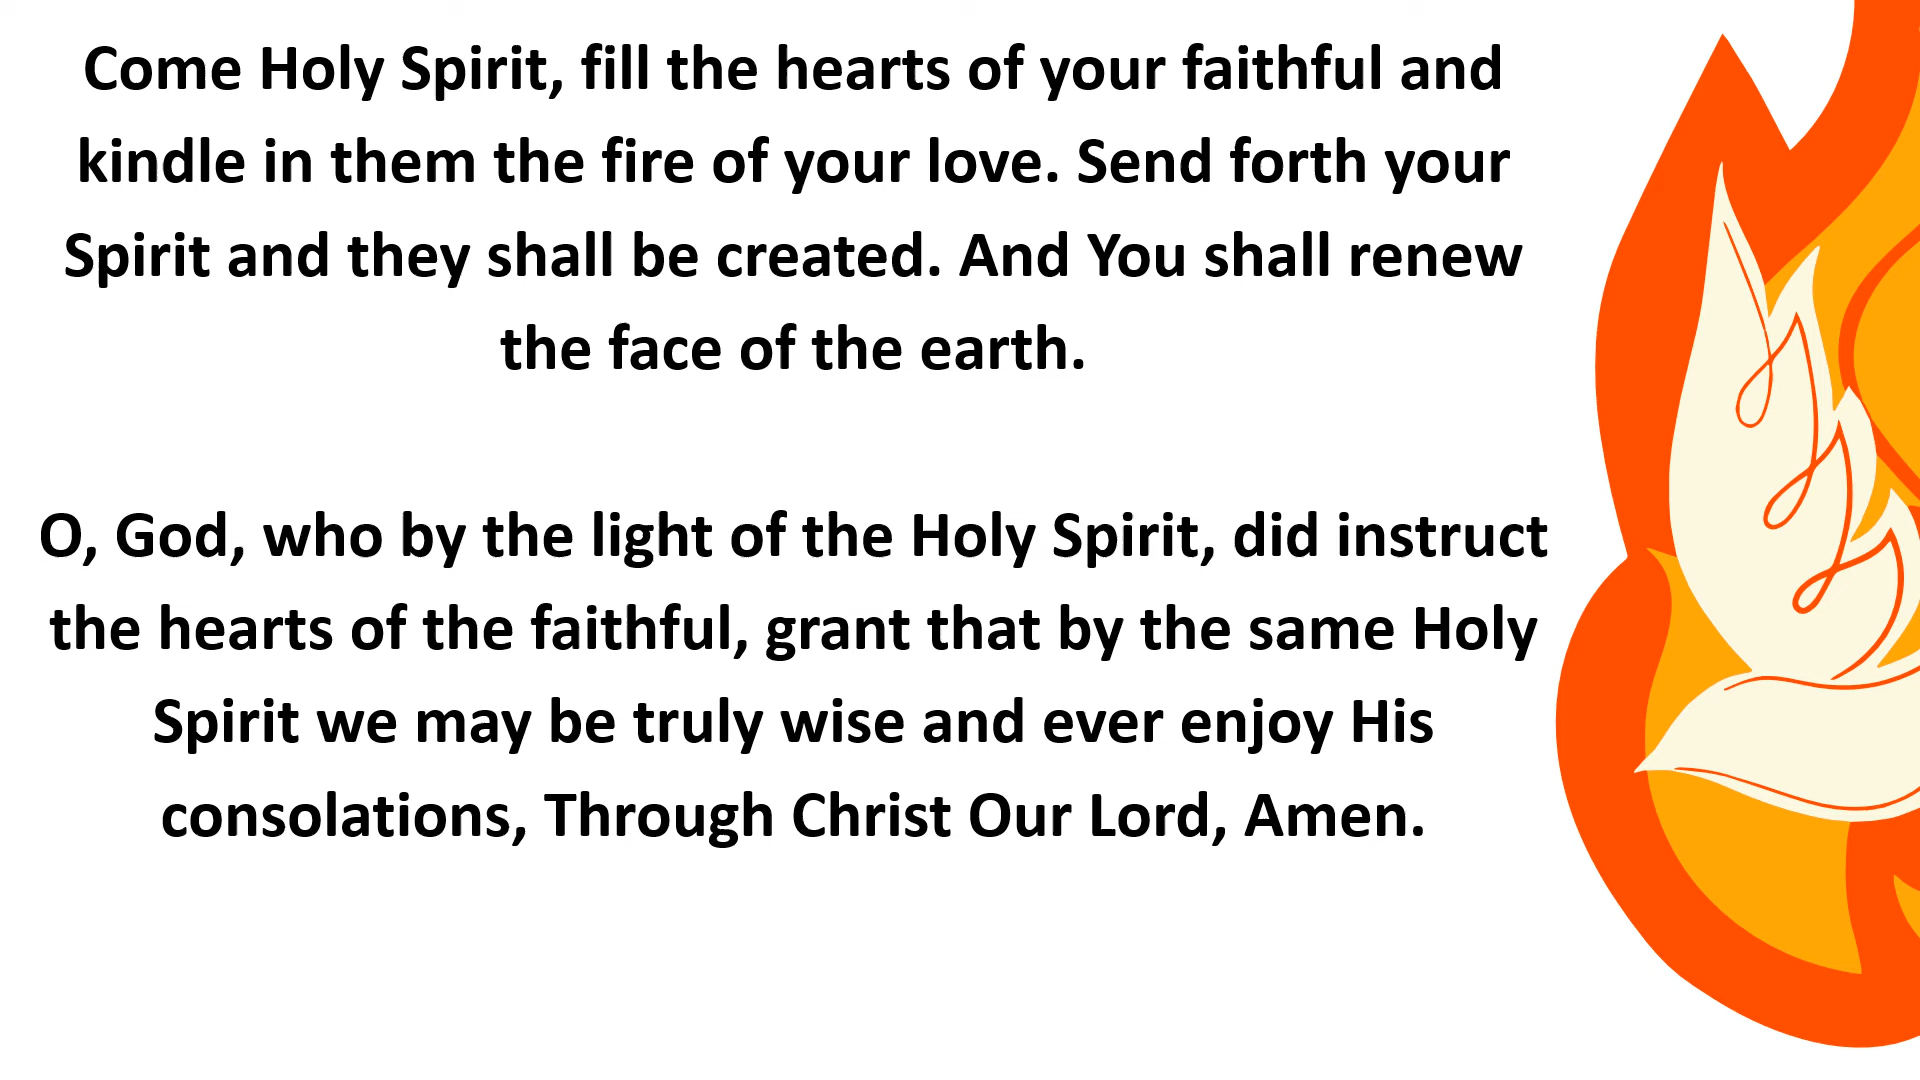 Come Holy Spirit, fill the hearts of your faithful and
kindle in them the fire of your love. Send forth your
Spirit and they shall be created. And You shall renew
the face of the earth.
O, God, who by the light of the Holy Spirit, did instruct
the hearts of the faithful, grant that by the same Holy
Spirit we may be truly wise and ever enjoy His
consolations, Through Christ Our Lord, Amen.